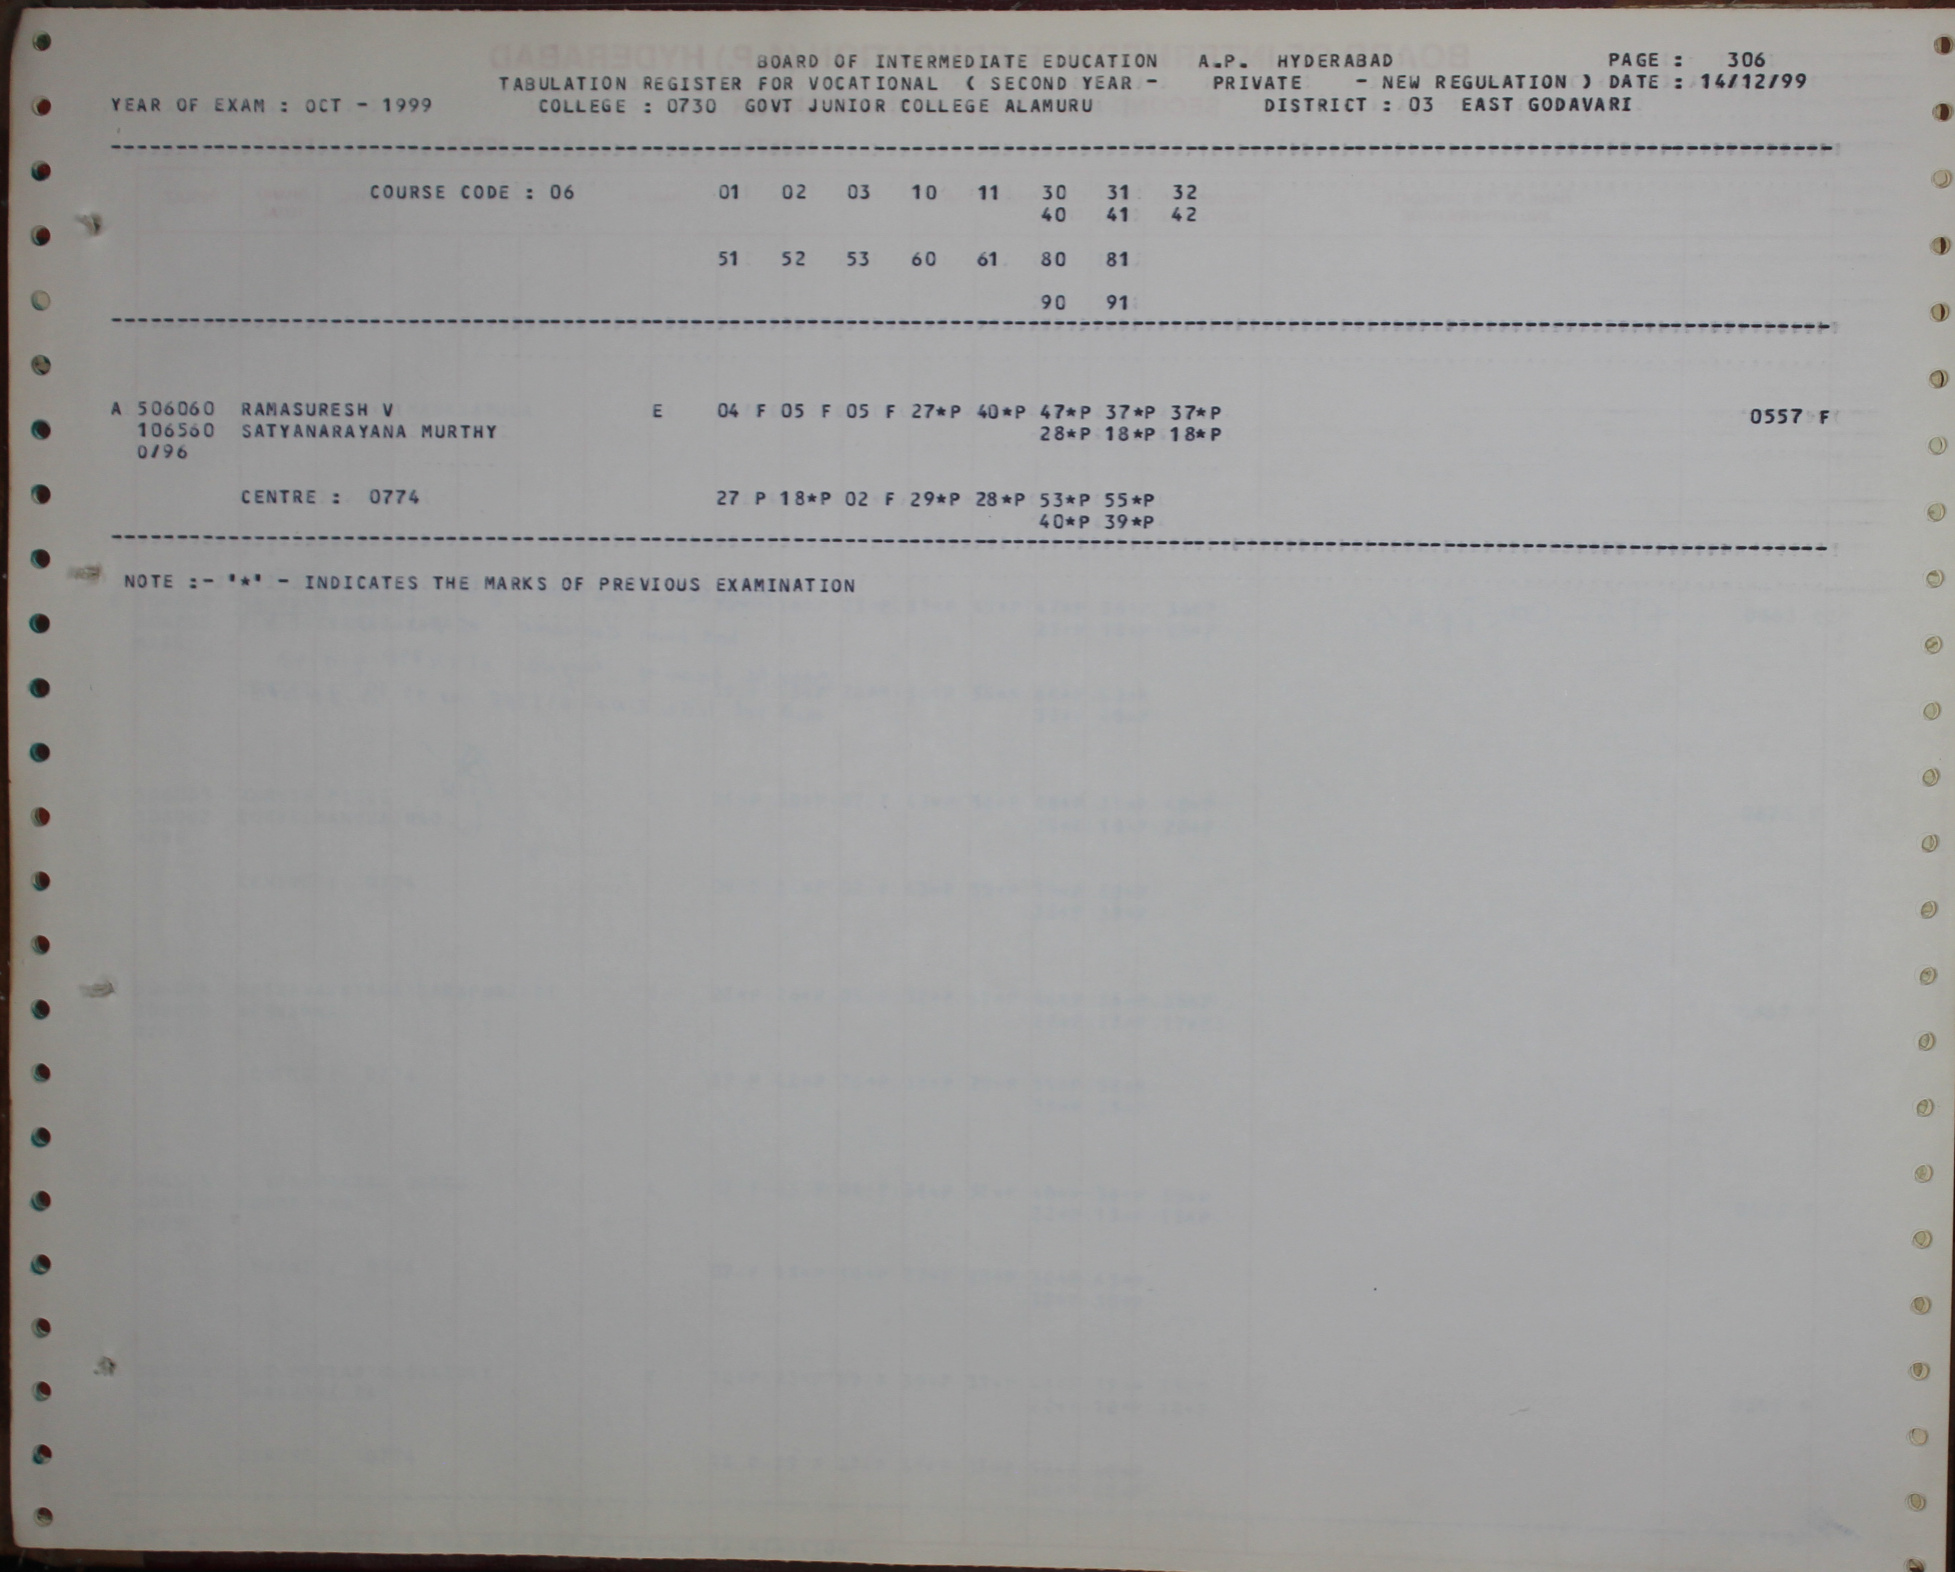 BOARD OF INTERMEDIATE EDUCATION A.P. HYDERABAD PAGE : 306
TABULATION REGISTER FOR VOCATIONAL ( SECOND YEAR - PRIVATE - NEW REGULATION ) DATE : 14/12/99
YEAR OF EXAM : OCT - 1999 COLLEGE : 0730 GOVT JUNIOR COLLEGE ALAMURU DISTRICT : 03 EAST GODAVARI
COURSE CODE : 06 01 02 03 10 11 30 31 32
40 41 42
51 52 53 60 61 80 81
90 91
A 506060 RAMASURESH V E 04 F 05 F 05 F 27*P 40*P 47*P 37*P 37*P 0557 F
106560 SATYANARAYANA MURTHY 28*P 18*P 18*P
0/96
CENTRE : 0774 27 P 18*P 02 F 29*P 28*P 53*P 55*P
40*P 39*P
NOTE :- "*" - INDICATES THE MARKS OF PREVIOUS EXAMINATION